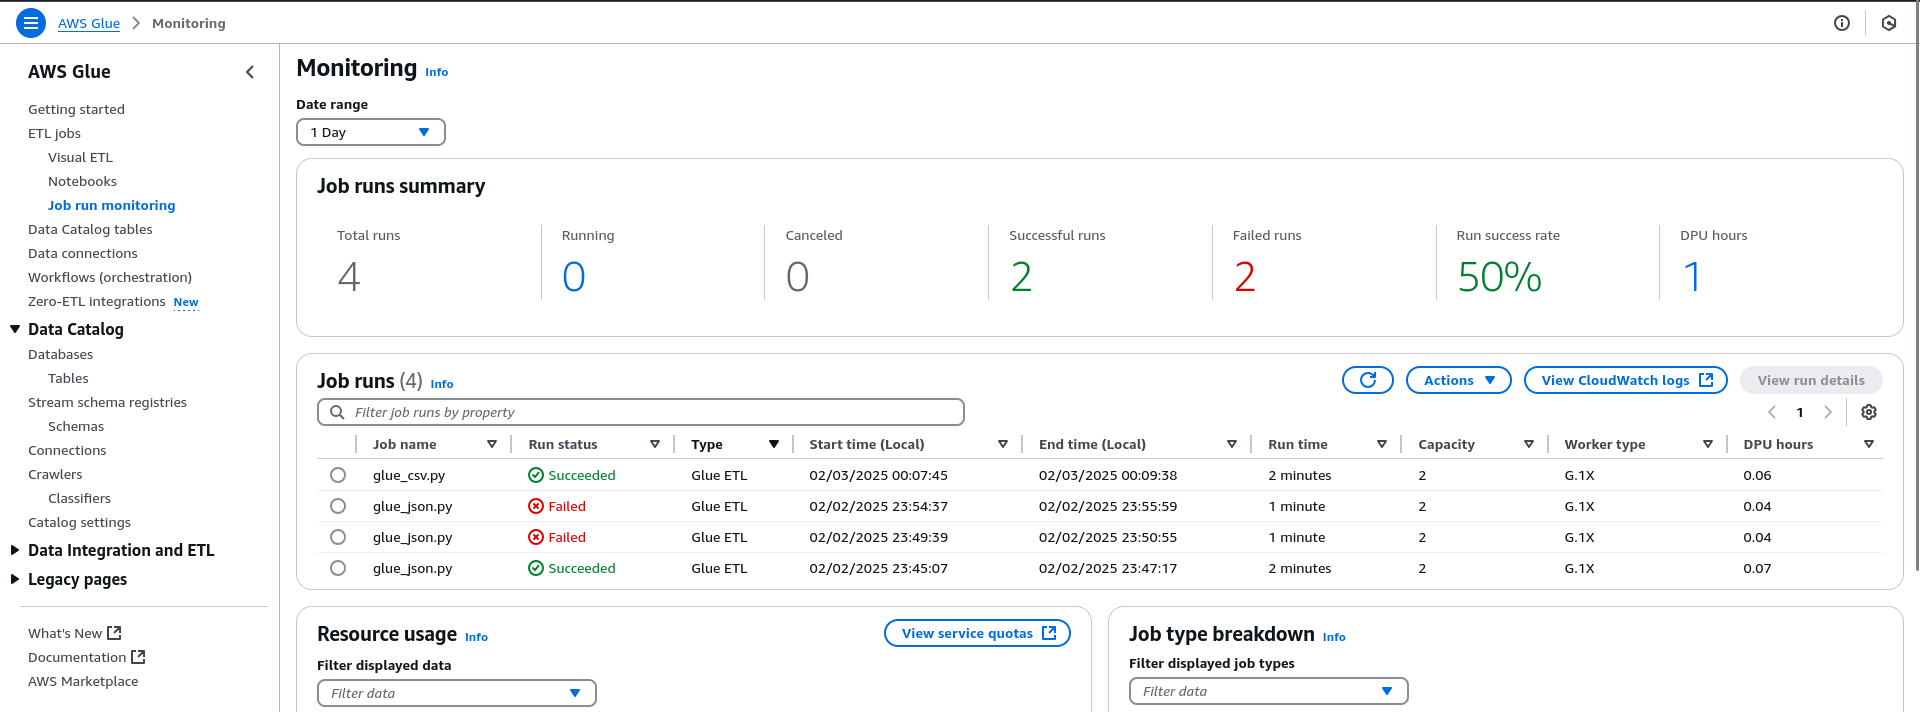 AWS Glue > Monitoring
AWS Glue
Getting started
ETL jobs
Visual ETL
Notebooks
Job run monitoring
Data Catalog tables
Data connections
Workflows (orchestration)
Zero-ETL integrations New
Data Catalog
Databases
Tables
Stream schema registries
Schemas
Connections
Crawlers
Classifiers
Catalog settings
Data Integration and ETL
Legacy pages
What's New
Documentation
AWS Marketplace
Monitoring Info
Date range
1 Day
Job runs summary
Total runs Running Canceled Successful runs Failed runs Run success rate DPU hours
4 0 0 2 2 50% 1
Job runs (4) Info Actions View CloudWatch logs View run details
Filter job runs by property 1
Job name Run status Type Start time (Local) End time (Local) Run time Capacity Worker type DPU hours
glue_csv.py Succeeded Glue ETL 02/03/2025 00:07:45 02/03/2025 00:09:38 2 minutes 2 G.1X 0.06
glue_json.py Failed Glue ETL 02/02/2025 23:54:37 02/02/2025 23:55:59 1 minute 2 G.1X 0.04
glue_json.py Failed Glue ETL 02/02/2025 23:49:39 02/02/2025 23:50:55 1 minute 2 G.1X 0.04
glue_json.py Succeeded Glue ETL 02/02/2025 23:45:07 02/02/2025 23:47:17 2 minutes 2 G.1X 0.07
Resource usage Info View service quotas
Filter displayed data
Filter data
Job type breakdown Info
Filter displayed job types
Filter data